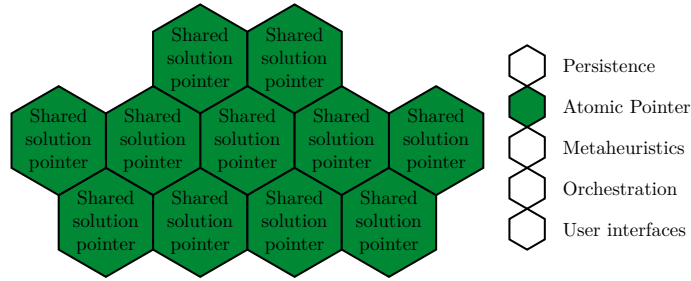 Shared
solution
pointer
Shared
solution
pointer
Shared
solution
pointer
Shared
solution
pointer
Shared
solution
pointer
Shared
solution
pointer
Shared
solution
pointer
Shared
solution
pointer
Shared
solution
pointer
Shared
solution
pointer
Shared
solution
pointer
Persistence
Atomic Pointer
Metaheuristics
Orchestration
User interfaces